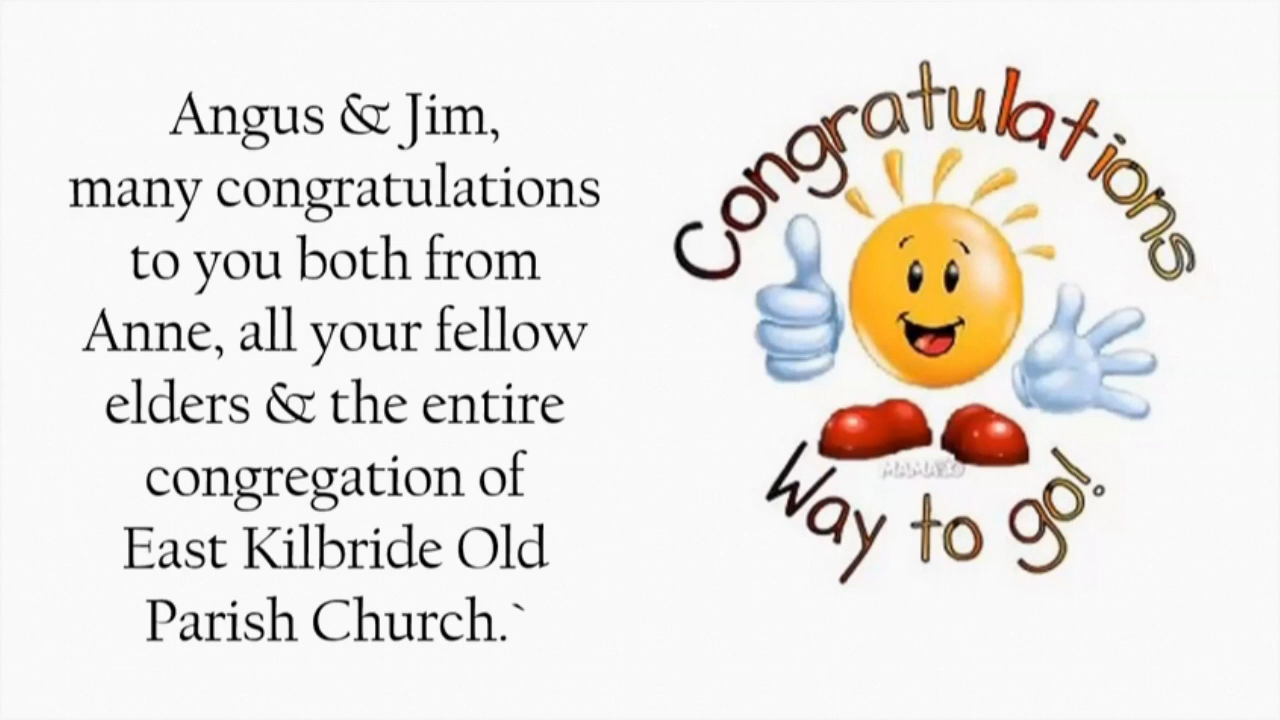 Angus & Jim,
many congratulations
to you both from
Anne, all your fellow
elders & the entire
congregation of
East Kilbride Old
Parish Church.`
Congratulations
Way to go!